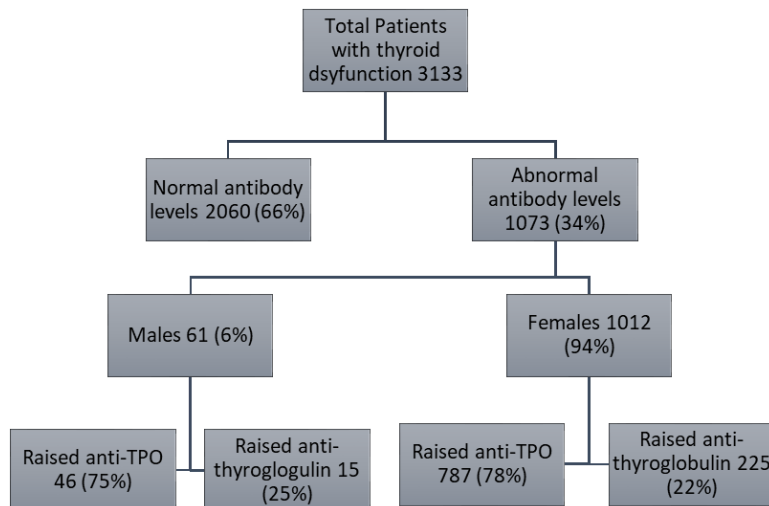 Total Patients
with thyroid
dsyfunction 3133
Normal antibody
levels 2060 (66%)
Abnormal
antibody levels
1073 (34%)
Males 61 (6%)
Females 1012
(94%)
Raised anti-TPO
46 (75%)
Raised anti-
thyroglogulin 15
(25%)
Raised anti-TPO
787 (78%)
Raised anti-
thyroglobulin 225
(22%)